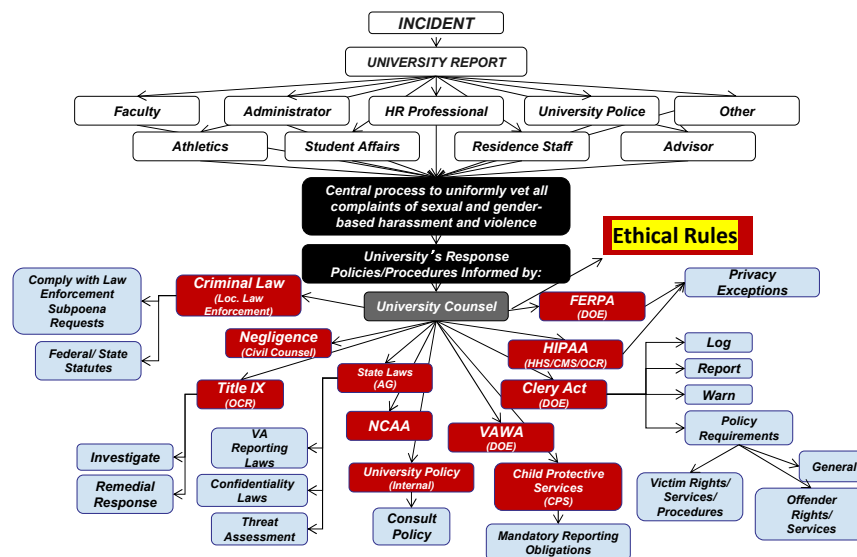 INCIDENT
UNIVERSITY REPORT
Faculty
Administrator
HR Professional
University Police
Other
Athletics
Student Affairs
Residence Staff
Advisor
Central process to uniformly vet all
complaints of sexual and gender-
based harassment and violence
University's Response
Policies/Procedures Informed by:
Ethical Rules
University Counsel
Criminal Law
(Loc. Law
Enforcement)
Comply with Law
Enforcement
Subpoena
Requests
Federal/ State
Statutes
Negligence
(Civil Counsel)
Title IX
(OCR)
Investigate
Remedial
Response
State Laws
(AG)
VA
Reporting
Laws
Confidentiality
Laws
Threat
Assessment
NCAA
University Policy
(Internal)
Consult
Policy
VAWA
(DOE)
Child Protective
Services
(CPS)
Mandatory Reporting
Obligations
FERPA
(DOE)
HIPAA
(HHS/CMS/OCR)
Privacy
Exceptions
Clery Act
(DOE)
Log
Report
Warn
Policy
Requirements
Victim Rights/
Services/
Procedures
General
Offender
Rights/
Services